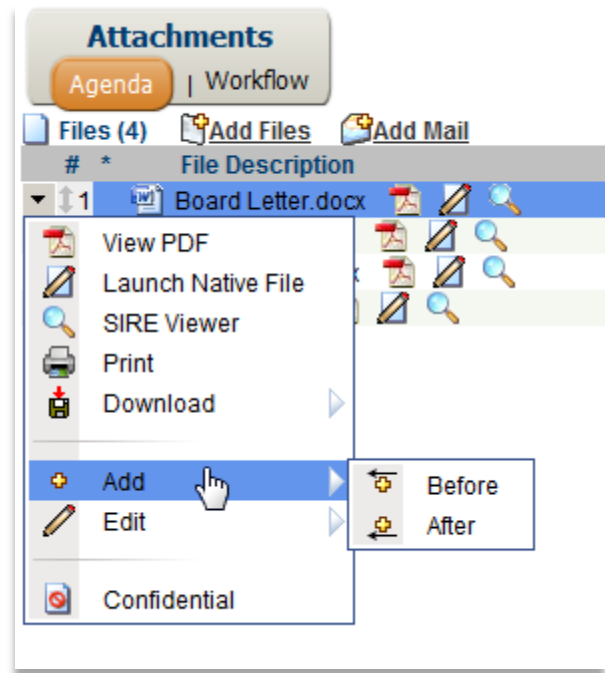 Attachments
Agenda | Workflow
Files (4) Add Files Add Mail
# * File Description
1 Board Letter.docx
View PDF
x
Launch Native File
SIRE Viewer
Print
Download
Add
Before
Edit
After
Confidential